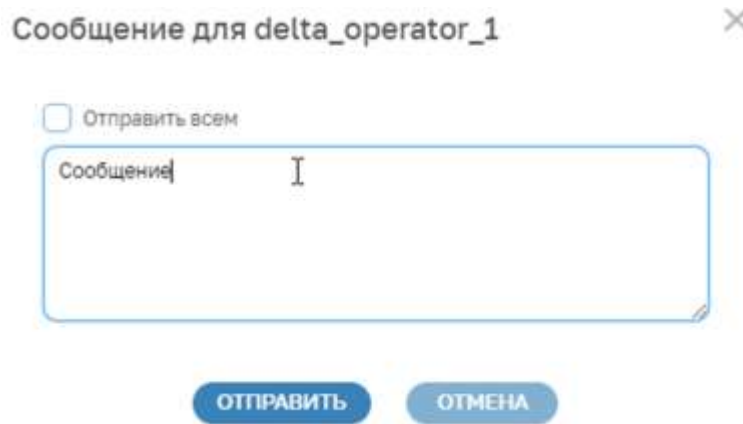 Сообщение для delta_operator_1
Отправить всем
Сообщение
ОТПРАВИТЬ ОТМЕНА